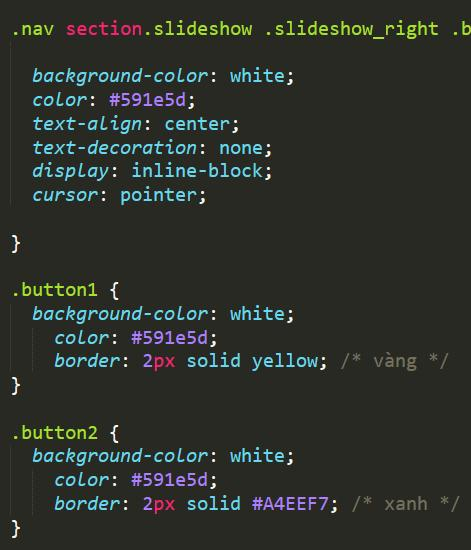 .nav section.slideshow .slideshow_right .b
background-color: white;
color: #591e5d;
text-align: center;
text-decoration: none;
display: inline-block;
cursor: pointer;
}
.button1 {
background-color: white;
color: #591e5d;
border: 2px solid yellow; /* vàng */
}
.button2 {
background-color: white;
color: #591e5d;
border: 2px solid #A4EEF7; /* xanh */
}